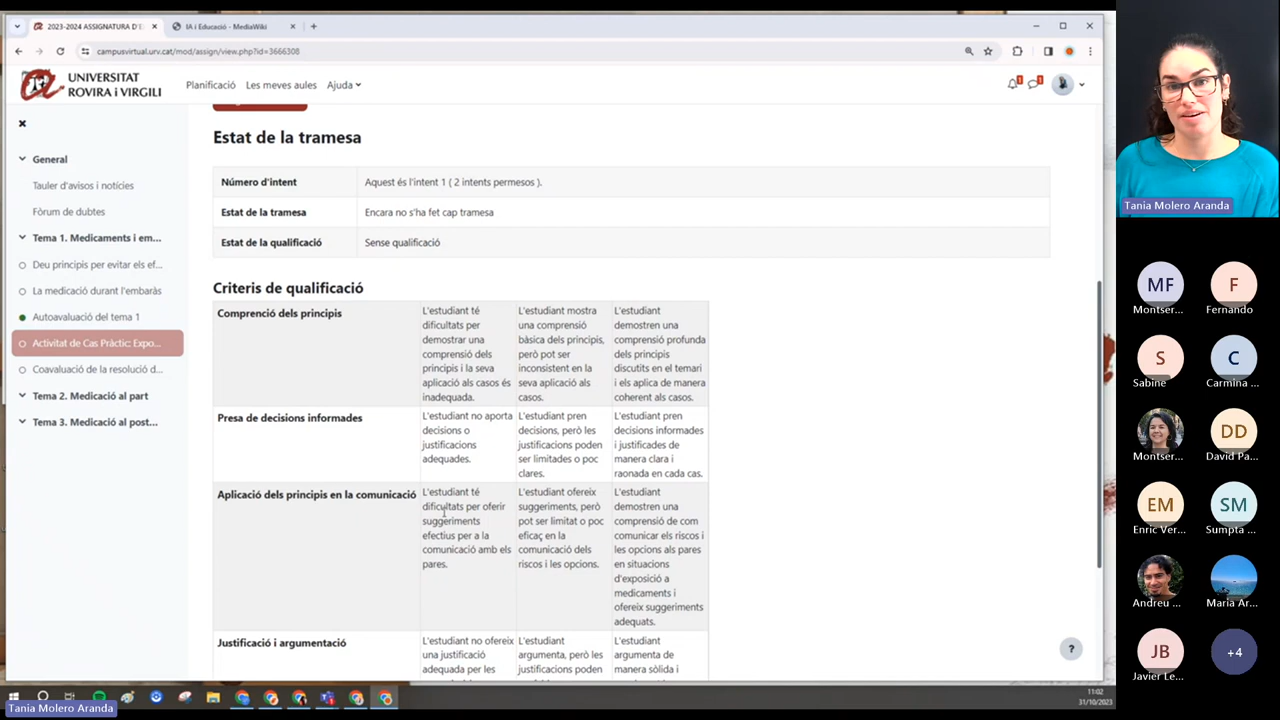 2023-2024 ASSIGNATURA D'E
IA i Educació - MediaWiki
campusvirtual.urv.cat/mod/assign/view.php?id=3666308
UNIVERSITAT
ROVIRA i VIRGILI
Planificació
Les meves aules
Ajuda
General
Tauler d'avisos i notícies
Fòrum de dubtes
Tema 1. Medicaments i em...
Deu principis per evitar els ef...
La medicació durant l'embaràs
Autoavaluació del tema 1
Activitat de Cas Pràctic: Expo...
Coavaluació de la resolució d...
Tema 2. Medicació al part
Tema 3. Medicació al post...
Estat de la tramesa
Número d'intent
Aquest és l'intent 1 ( 2 intents permesos ).
Estat de la tramesa
Encara no s'ha fet cap tramesa
Estat de la qualificació
Sense qualificació
Criteris de qualificació
Comprenció dels principis
L'estudiant té
dificultats per
demostrar una
comprensió dels
principis i la seva
aplicació als casos és
inadequada.
L'estudiant mostra
una comprensió
bàsica dels principis,
però pot ser
inconsistent en la
seva aplicació als
casos.
L'estudiant
demostren una
comprensió profunda
dels principis
discutits en el temari
i els aplica de manera
coherent als casos.
Presa de decisions informades
L'estudiant no aporta
decisions o
justificacions
adequades.
L'estudiant pren
decisions, però les
justificacions poden
ser limitades o poc
clares.
L'estudiant pren
decisions informades
i justificades de
manera clara i
raonada en cada cas.
Aplicació dels principis en la comunicació
L'estudiant té
dificultats per oferir
suggeriments
efectius per a la
comunicació amb els
pares.
L'estudiant ofereix
suggeriments, però
pot ser limitat o poc
eficaç en la
comunicació dels
riscos i les opcions.
L'estudiant
demostren una
comprensió de com
comunicar els riscos i
les opcions als pares
en situacions
d'exposició a
medicaments i
ofereix suggeriments
adequats.
Justificació i argumentació
L'estudiant no ofereix
una justificació
adequada per les
L'estudiant
argumenta, però les
justificacions poden
L'estudiant
argumenta de
manera sòlida i
?
11:02
31/10/2023
Tania Molero Aranda
Tania Molero Aranda
MF
Montser...
F
Fernando
S
Sabine
C
Carmina ...
Montser...
DD
David Pa...
EM
Enric Ver...
SM
Sumpta ...
Andreu ...
Maria Ar...
JB
Javier Le...
+4